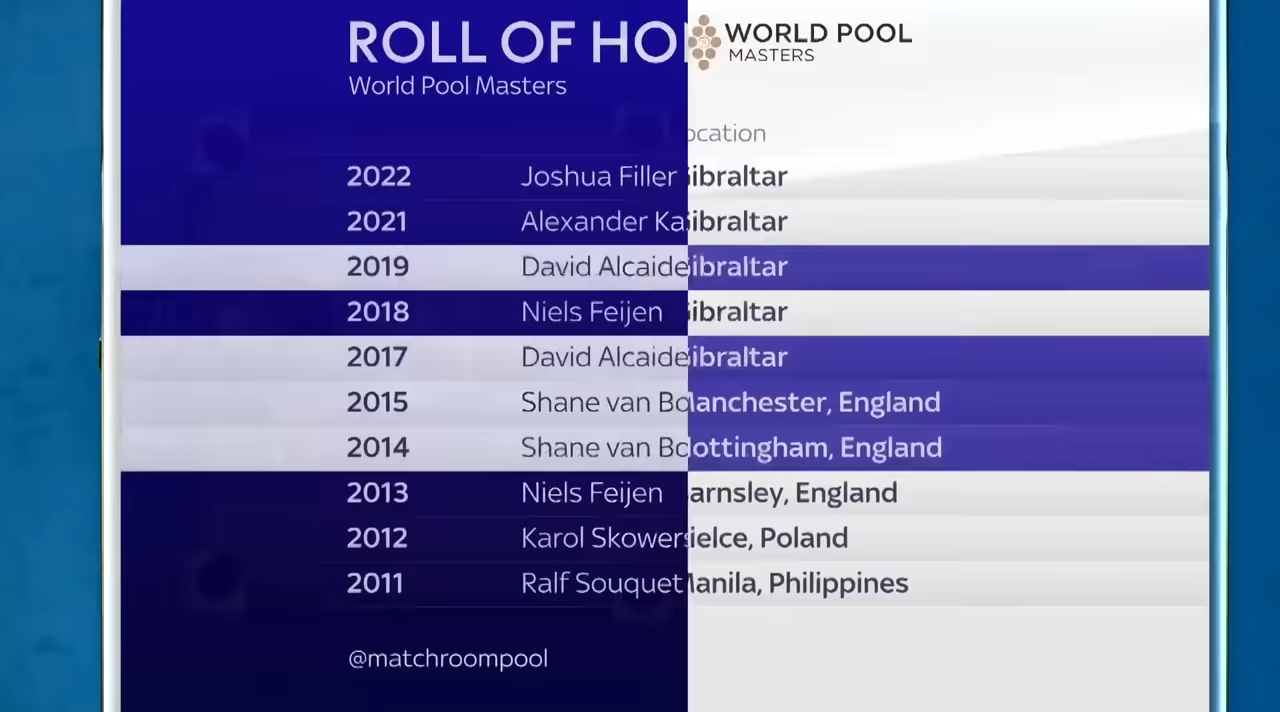 ROLL OF HO
WORLD POOL
MASTERS
World Pool Masters
ocation
2022 Joshua Filler ibraltar
2021 Alexander Ka ibraltar
2019 David Alcaide ibraltar
2018 Niels Feijen ibraltar
2017 David Alcaide ibraltar
2015 Shane van Bo anchester, England
2014 Shane van Bo ottingham, England
2013 Niels Feijen arnsley, England
2012 Karol Skower ielce, Poland
2011 Ralf Souquet anila, Philippines
@matchroompool